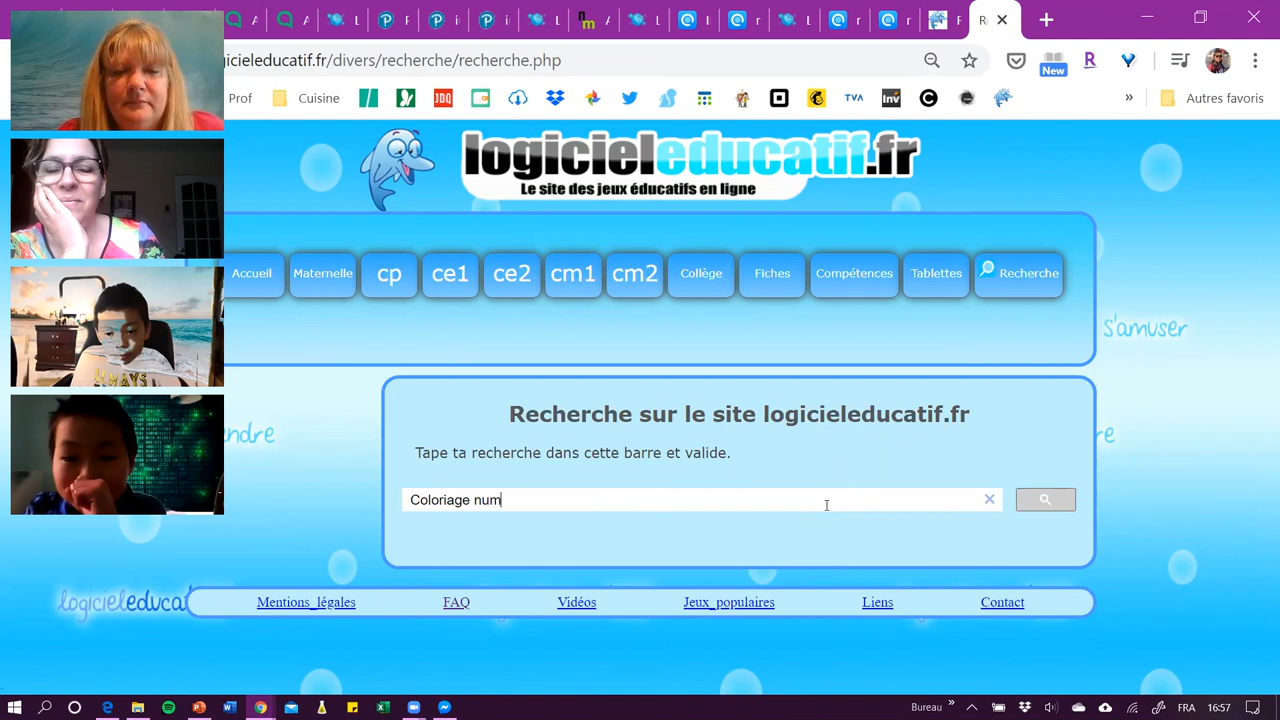 A
A
L
P
P
i
L
L
r
r
L
r
r
F
Re
gicieleducatif.fr/divers/recherche/recherche.php
New
Prof
Cuisine
JDQ
TVA
Inv
Autres favoris
logicieleducatif.fr
Le site des jeux éducatifs en ligne
Accueil
Maternelle
cp
ce1
ce2
cm1
cm2
Collège
Fiches
Compétences
Tablettes
Recherche
s'amuser
Recherche sur le site logicieleducatif.fr
Tape ta recherche dans cette barre et valide.
Coloriage num
Mentions_légales
FAQ
Vidéos
Jeux_populaires
Liens
Contact
Bureau
FRA
16:57